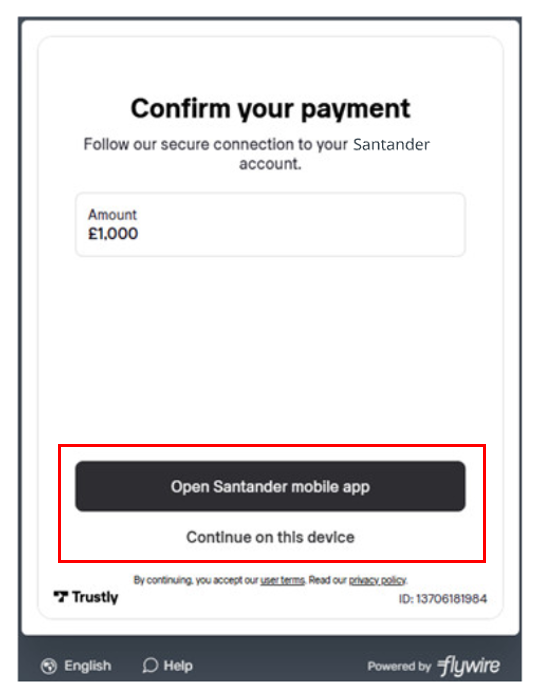 Confirm your payment
Follow our secure connection to your Santander
account.
Amount
£1,000
Open Santander mobile app
Continue on this device
By continuing, you accept our user terms. Read our privacy policy.
Trustly
ID: 13706181984
English
Help
Powered by flywire